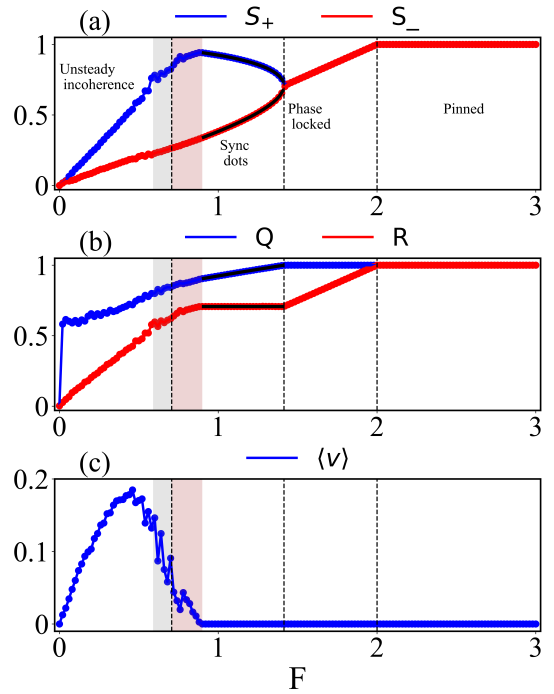 (a) S+ S_
1
Unsteady
incoherence
0.5
Phase
locked
Pinned
Sync
dots
0
0 1 2 3
(b) Q R
1
0.5
0
0 1 2 3
(c) ⟨v⟩
0.2
0.1
0
0 1 2 3
F